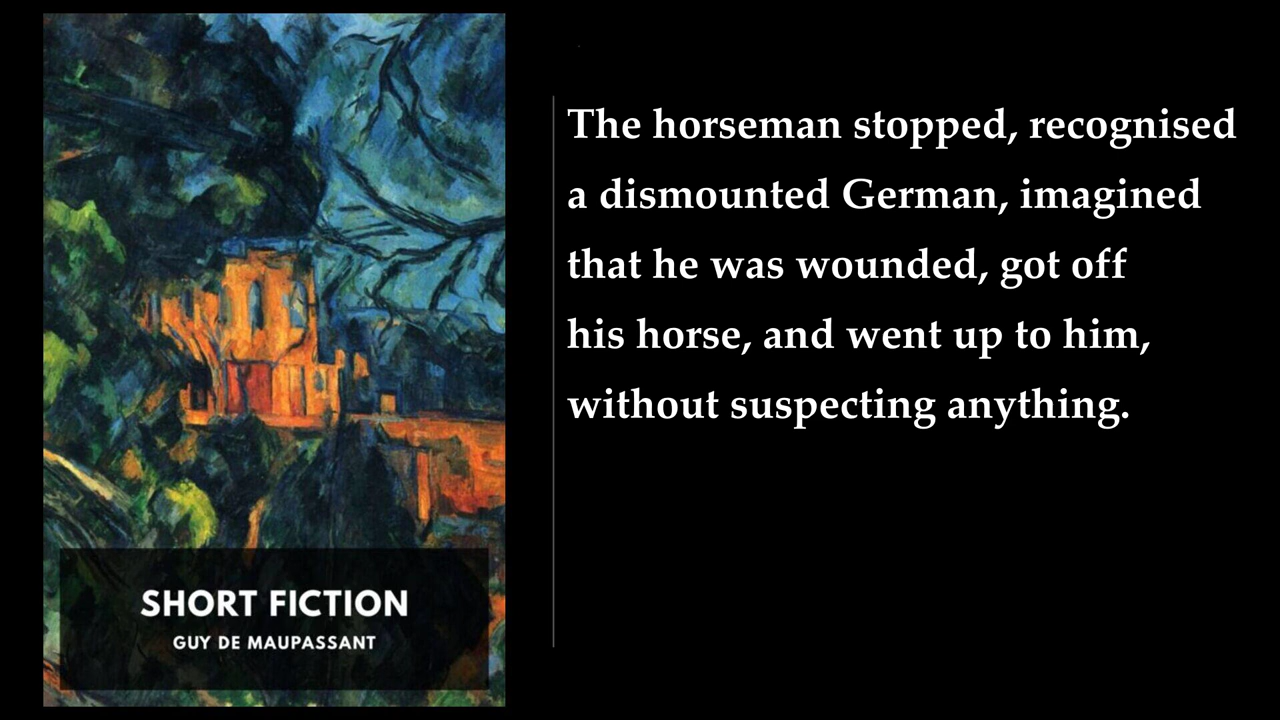 SHORT FICTION
GUY DE MAUPASSANT
The horseman stopped, recognised
a dismounted German, imagined
that he was wounded, got off
his horse, and went up to him,
without suspecting anything.